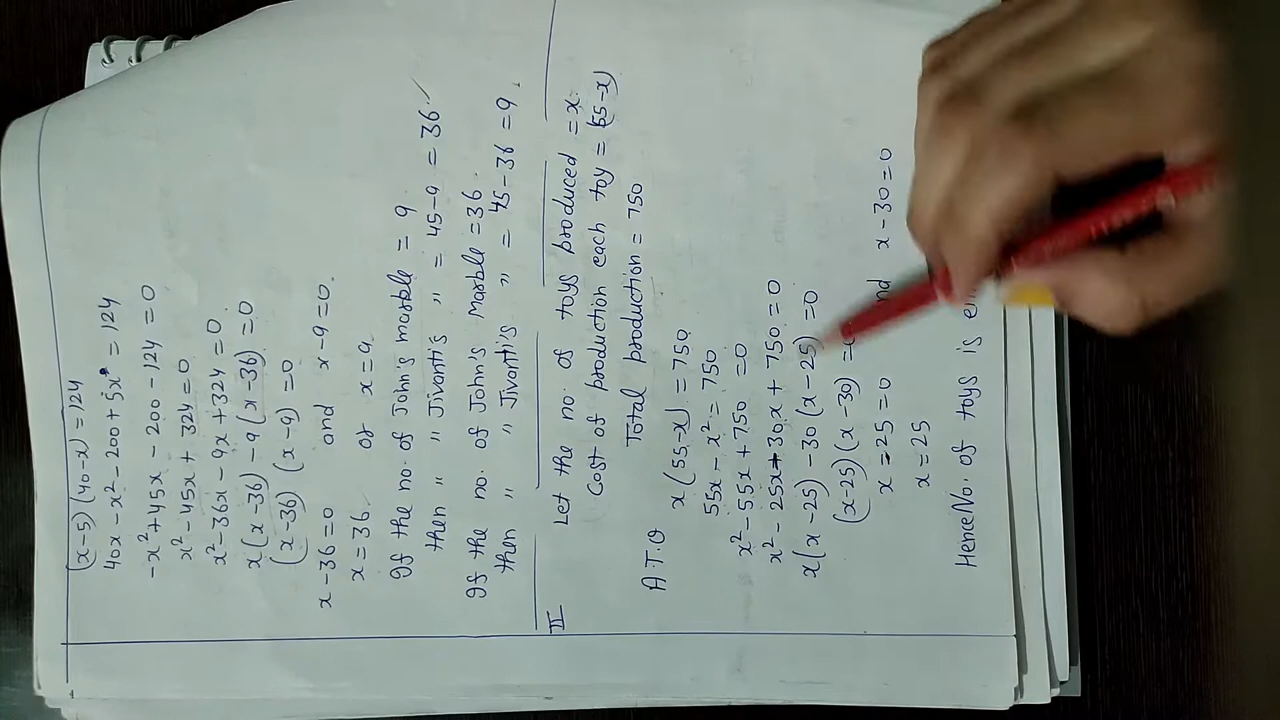 (x-5) (40-x) = 124
40x - x² - 200 + 5x = 124
-x² + 45x - 200 - 124 = 0
x² - 45x + 324 = 0
x² - 36x - 9x + 324 = 0
x(x-36) - 9(x-36) = 0
(x-36) (x-9) = 0
x - 36 = 0 and x - 9 = 0
x = 36 or x = 9
If the no. of John's marble = 9
then " " Jivanti's " = 45-9 = 36
If the no. of John's marble = 36
then " " Jivanti's " = 45-36 = 9
II Let the no. of toys produced = x
Cost of production each toy = (55-x)
Total production = 750
A.T.Q
x(55-x) = 750
55x - x² = 750
x² - 55x + 750 = 0
x² - 25x - 30x + 750 = 0
x(x-25) - 30(x-25) = 0
(x-25) (x-30) =
x - 25 = 0 x - 30 = 0
x = 25
Hence No. of toys is